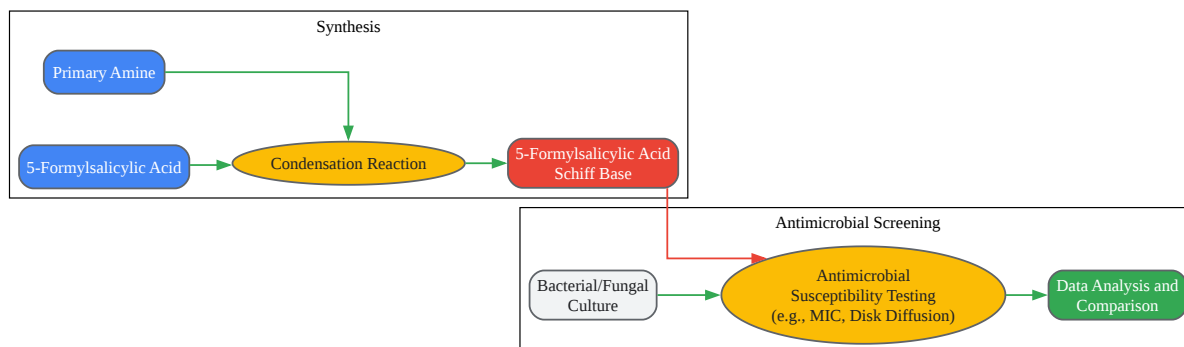 Synthesis
Primary Amine
5-Formylsalicylic Acid
Condensation Reaction
5-Formylsalicylic Acid
Schiff Base
Antimicrobial Screening
Bacterial/Fungal
Culture
Antimicrobial
Susceptibility Testing
(e.g., MIC, Disk Diffusion)
Data Analysis and
Comparison